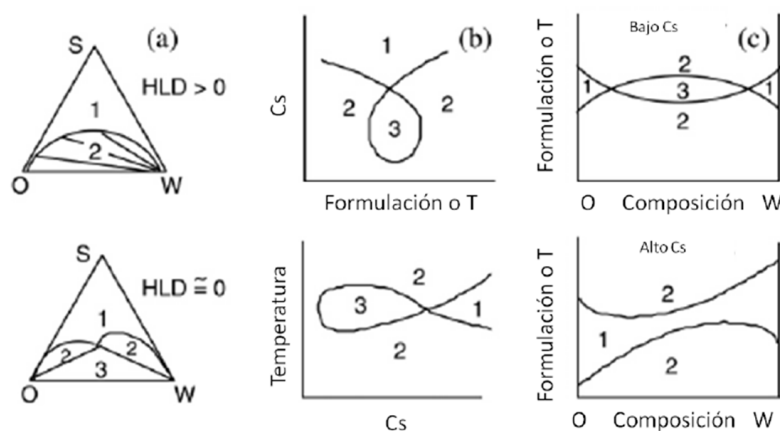 (a)
S
HLD > 0
1
2
O
W
(b)
Cs
1
2
2
3
Formulación o T
(c)
Formulación o T
Bajo Cs
2
1
3
1
2
O Composición W
S
HLD ≅ 0
1
2
2
3
O
W
Temperatura
2
3
1
2
Cs
Formulación o T
Alto Cs
2
1
2
O Composición W